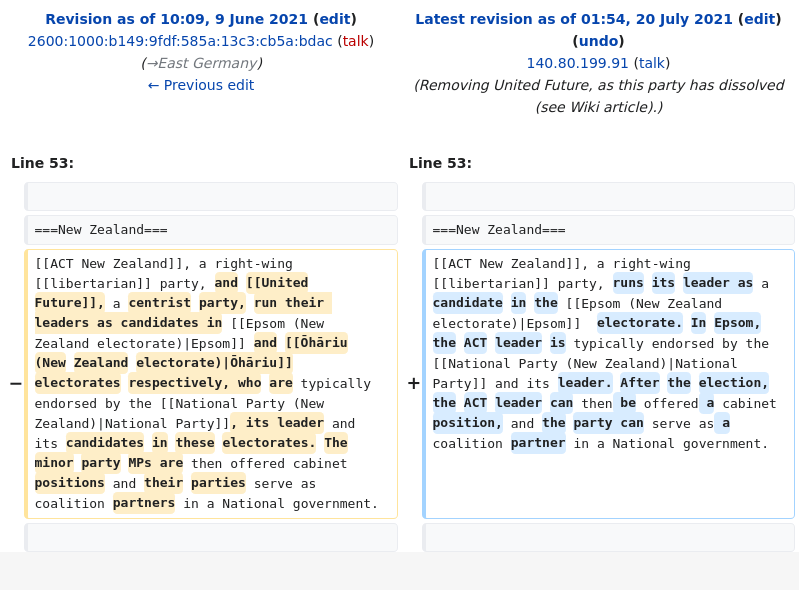 Revision as of 10:09, 9 June 2021 (edit)
2600:1000:b149:9fdf:585a:13c3:cb5a:bdac (talk)
(→East Germany)
← Previous edit
Latest revision as of 01:54, 20 July 2021 (edit)
(undo)
140.80.199.91 (talk)
(Removing United Future, as this party has dissolved
(see Wiki article).)
Line 53:
Line 53:
===New Zealand===
===New Zealand===
−
[[ACT New Zealand]], a right-wing
[[libertarian]] party, and [[United
Future]], a centrist party, run their
leaders as candidates in [[Epsom (New
Zealand electorate)|Epsom]] and [[Ōhāriu
(New Zealand electorate)|Ōhāriu]]
electorates respectively, who are typically
endorsed by the [[National Party (New
Zealand)|National Party]], its leader and
its candidates in these electorates. The
minor party MPs are then offered cabinet
positions and their parties serve as
coalition partners in a National government.
+
[[ACT New Zealand]], a right-wing
[[libertarian]] party, runs its leader as a
candidate in the [[Epsom (New Zealand
electorate)|Epsom]]  electorate. In Epsom,
the ACT leader is typically endorsed by the
[[National Party (New Zealand)|National
Party]] and its leader. After the election,
the ACT leader can then be offered a cabinet
position, and the party can serve as a
coalition partner in a National government.